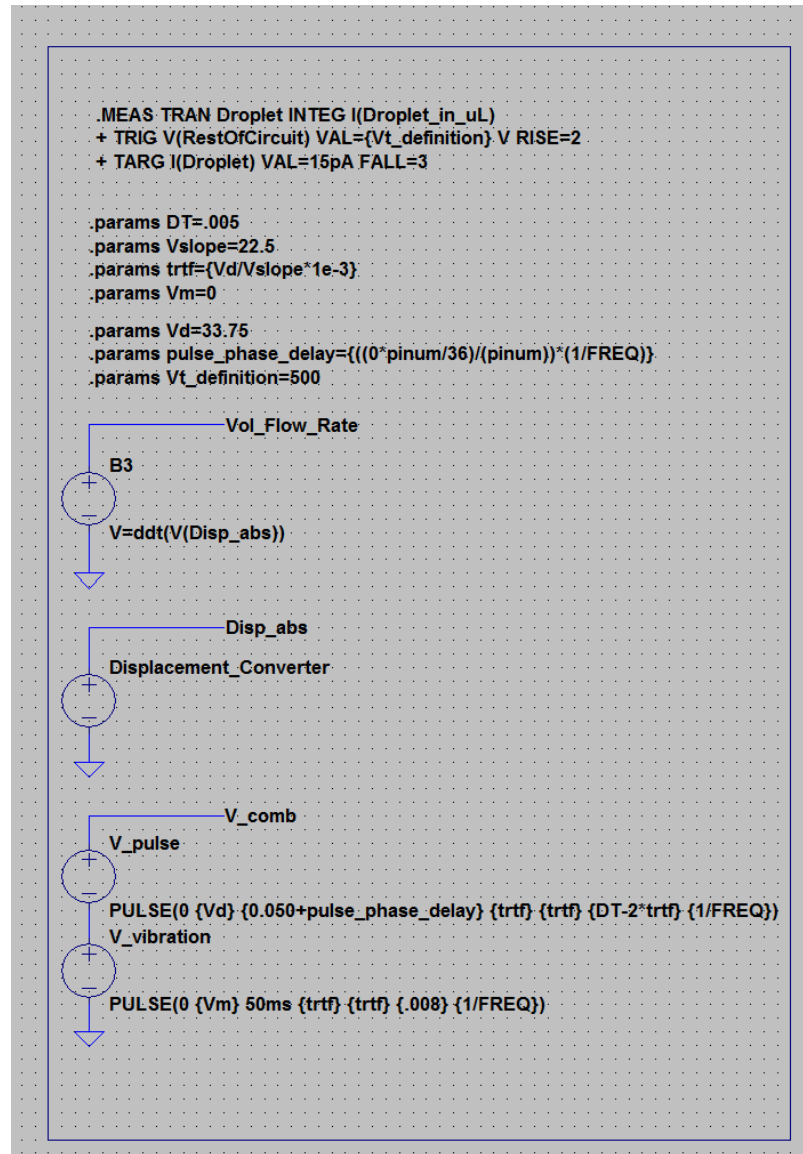 .MEAS TRAN Droplet INTEG I(Droplet_in_uL)
+ TRIG V(RestOfCircuit) VAL={Vt_definition} V RISE=2
+ TARG I(Droplet) VAL=15pA FALL=3
.params DT=.005
.params Vslope=22.5
.params trtf={Vd/Vslope*1e-3}
.params Vm=0
.params Vd=33.75
.params pulse_phase_delay={((0*pinum/36)/(pinum))*(1/FREQ)}
.params Vt_definition=500
Vol_Flow_Rate
B3
V=ddt(V(Disp_abs))
Disp_abs
Displacement_Converter
V_comb
V_pulse
PULSE(0 {Vd} {0.050+pulse_phase_delay} {trtf} {trtf} {DT-2*trtf} {1/FREQ})
V_vibration
PULSE(0 {Vm} 50ms {trtf} {trtf} {.008} {1/FREQ})